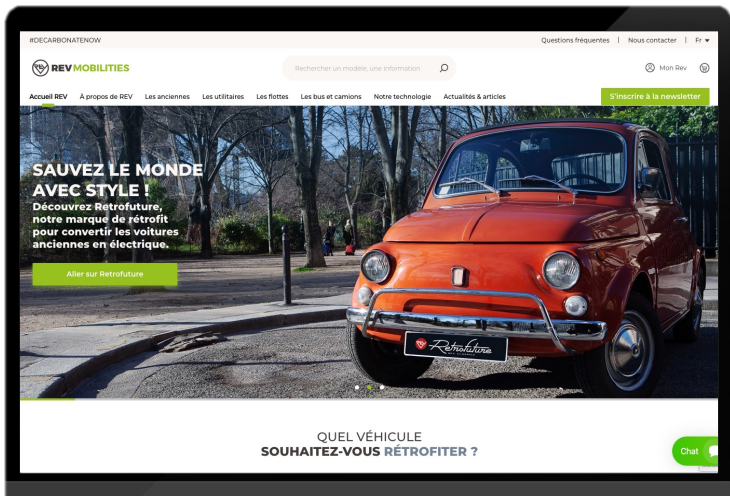 #DECARBONATENOW
Questions fréquentes | Nous contacter | Fr
REV MOBILITIES
Rechercher un modèle, une information
Mon Rev
Accueil REV À propos de REV Les anciennes Les utilitaires Les flottes Les bus et camions Notre technologie Actualités & articles
S'inscrire à la newsletter
SAUVEZ LE MONDE
AVEC STYLE !
Découvrez Retrofuture,
notre marque de rétrofit
pour convertir les voitures
anciennes en électrique.
Aller sur Retrofuture
Retrofuture
QUEL VÉHICULE
SOUHAITEZ-VOUS RÉTROFITER ?
Chat